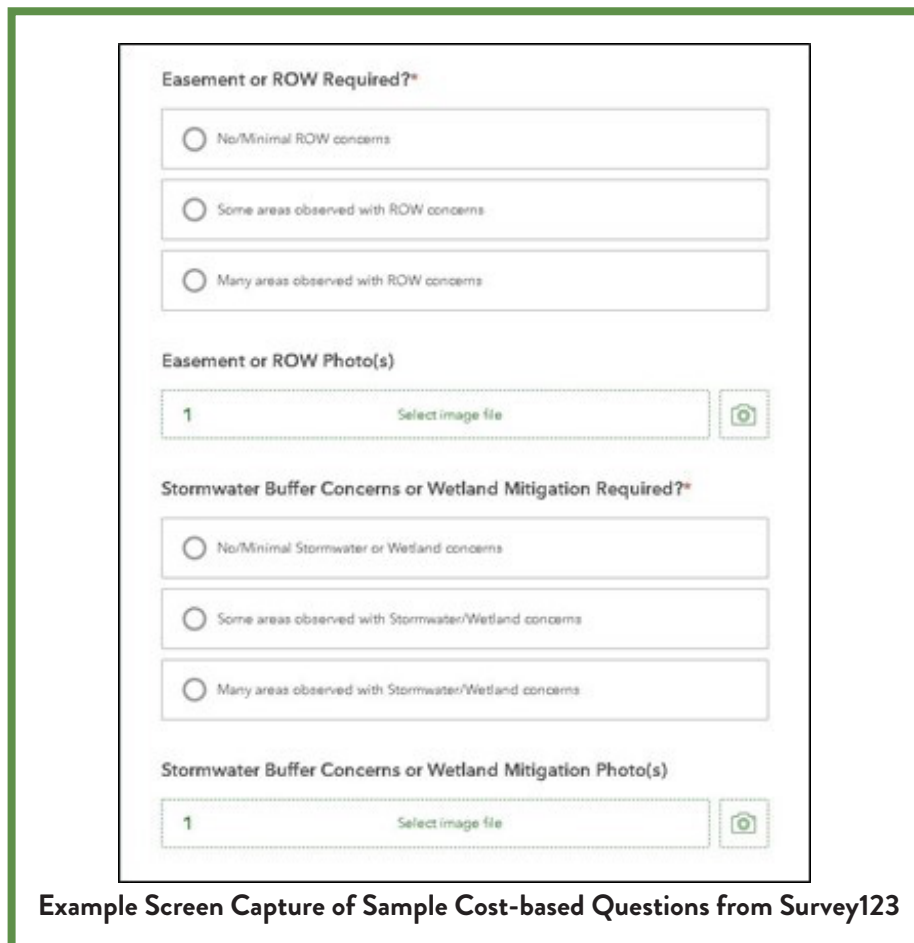 Easement or ROW Required?*
No/Minimal ROW concerns
Some areas observed with ROW concerns
Many areas observed with ROW concerns
Easement or ROW Photo(s)
1 Select image file
Stormwater Buffer Concerns or Wetland Mitigation Required?*
No/Minimal Stormwater or Wetland concerns
Some areas observed with Stormwater/Wetland concerns
Many areas observed with Stormwater/Wetland concerns
Stormwater Buffer Concerns or Wetland Mitigation Photo(s)
1 Select image file
Example Screen Capture of Sample Cost-based Questions from Survey123